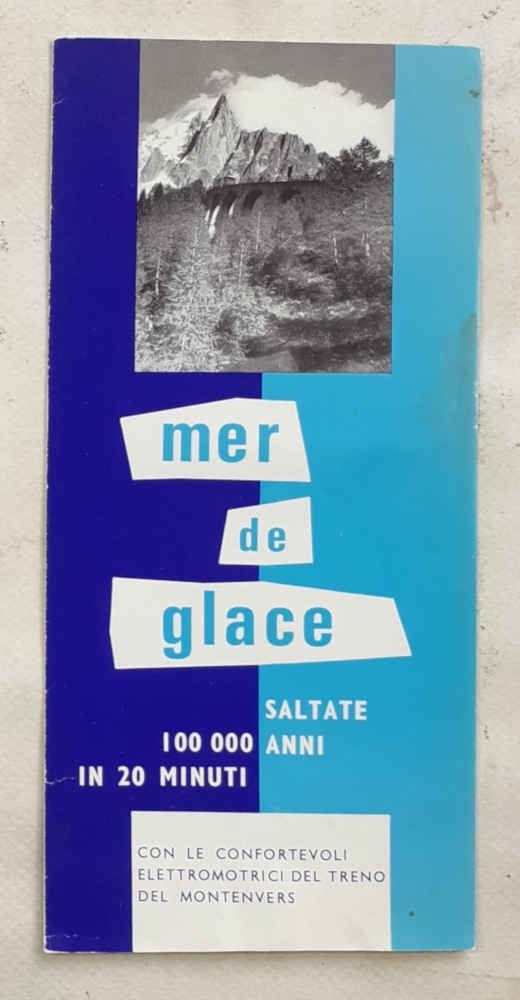 mer
de
glace
SALTATE
100 000 ANNI
IN 20 MINUTI
CON LE CONFORTEVOLI
ELETTROMOTRICI DEL TRENO
DEL MONTENVERS